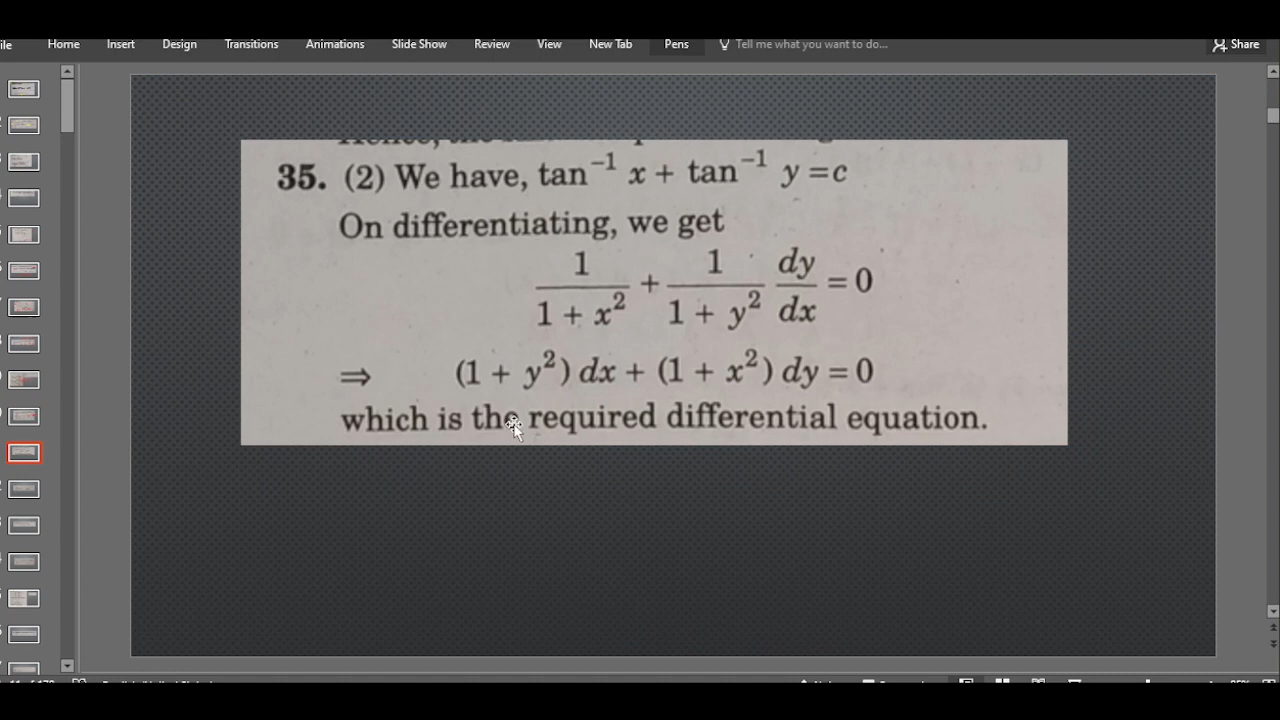 Home Insert Design Transitions Animations Slide Show Review View New Tab Pens Tell me what you want to do... Share
35. (2) We have, tan⁻¹ x + tan⁻¹ y = c
On differentiating, we get
1/(1 + x²) + 1/(1 + y²) dy/dx = 0
⇒ (1 + y²) dx + (1 + x²) dy = 0
which is the required differential equation.